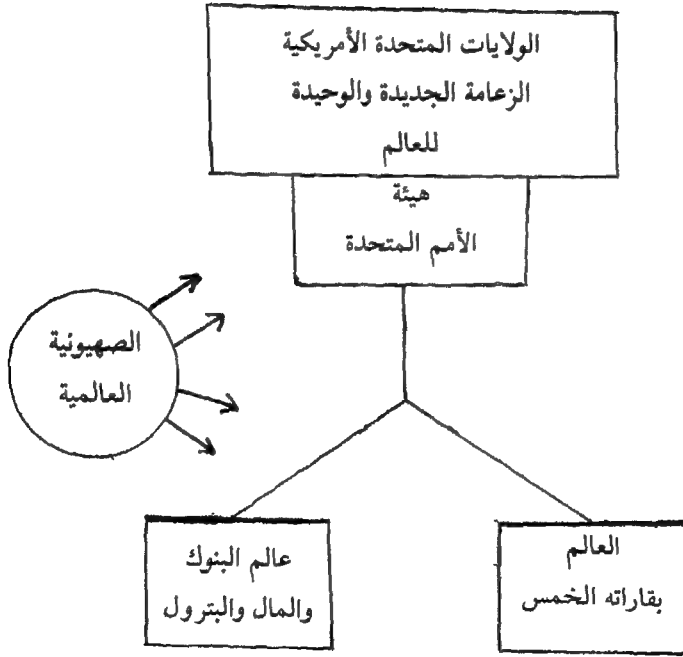 الولايات المتحدة الأمريكية
الزعامة الجديدة والوحيدة
للعالم
هيئة
الأمم المتحدة
الصهيونية
العالمية
العالم
بقاراته الخمس
عالم البنوك
والمال والبترول